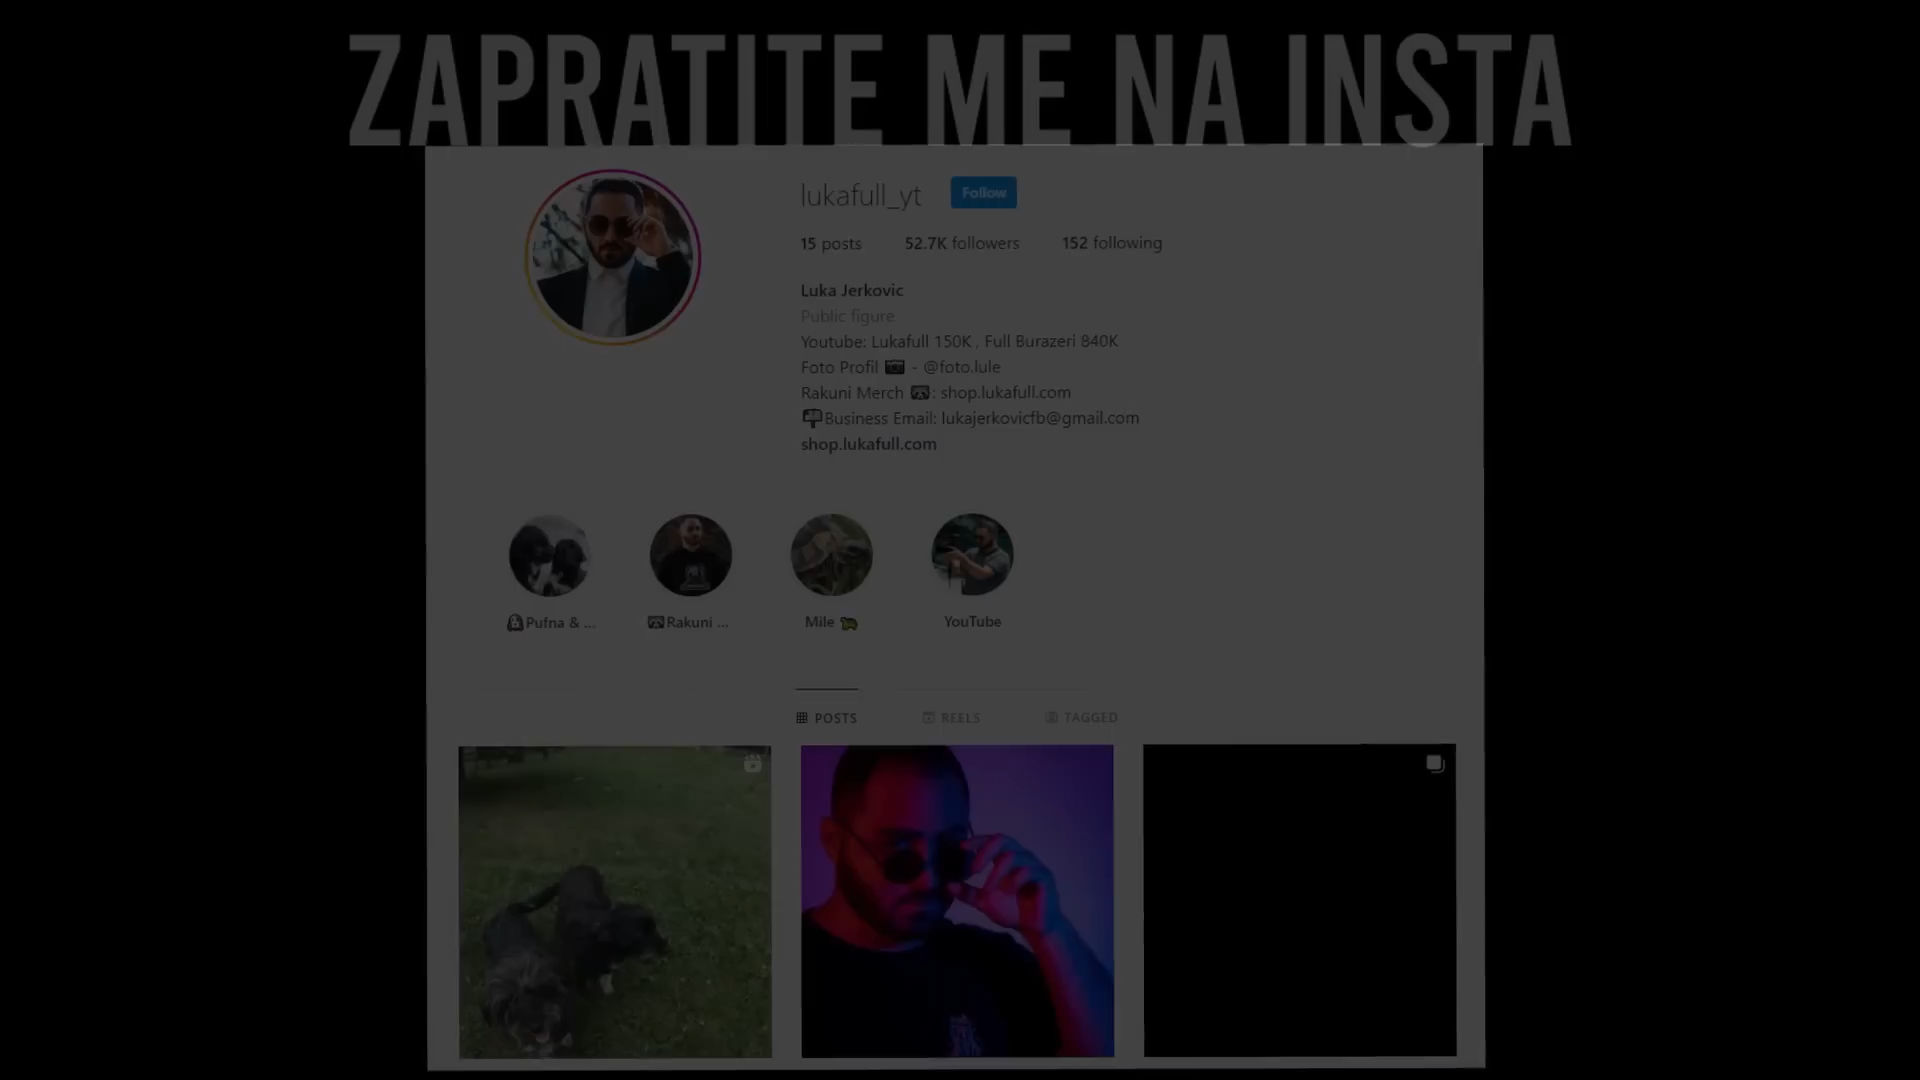 ZAPRATITE ME NA INSTA
lukafull_yt Follow
15 posts 52.7K followers 152 following
Luka Jerkovic
Public figure
Youtube: Lukafull 150K , Full Burazeri 840K
Foto Profil 📷 - @foto.lule
Rakuni Merch 🦝: shop.lukafull.com
📬Business Email: lukajerkovicfb@gmail.com
shop.lukafull.com
Pufna & ... 🦝Rakuni ... Mile 🐢 YouTube
POSTS REELS TAGGED